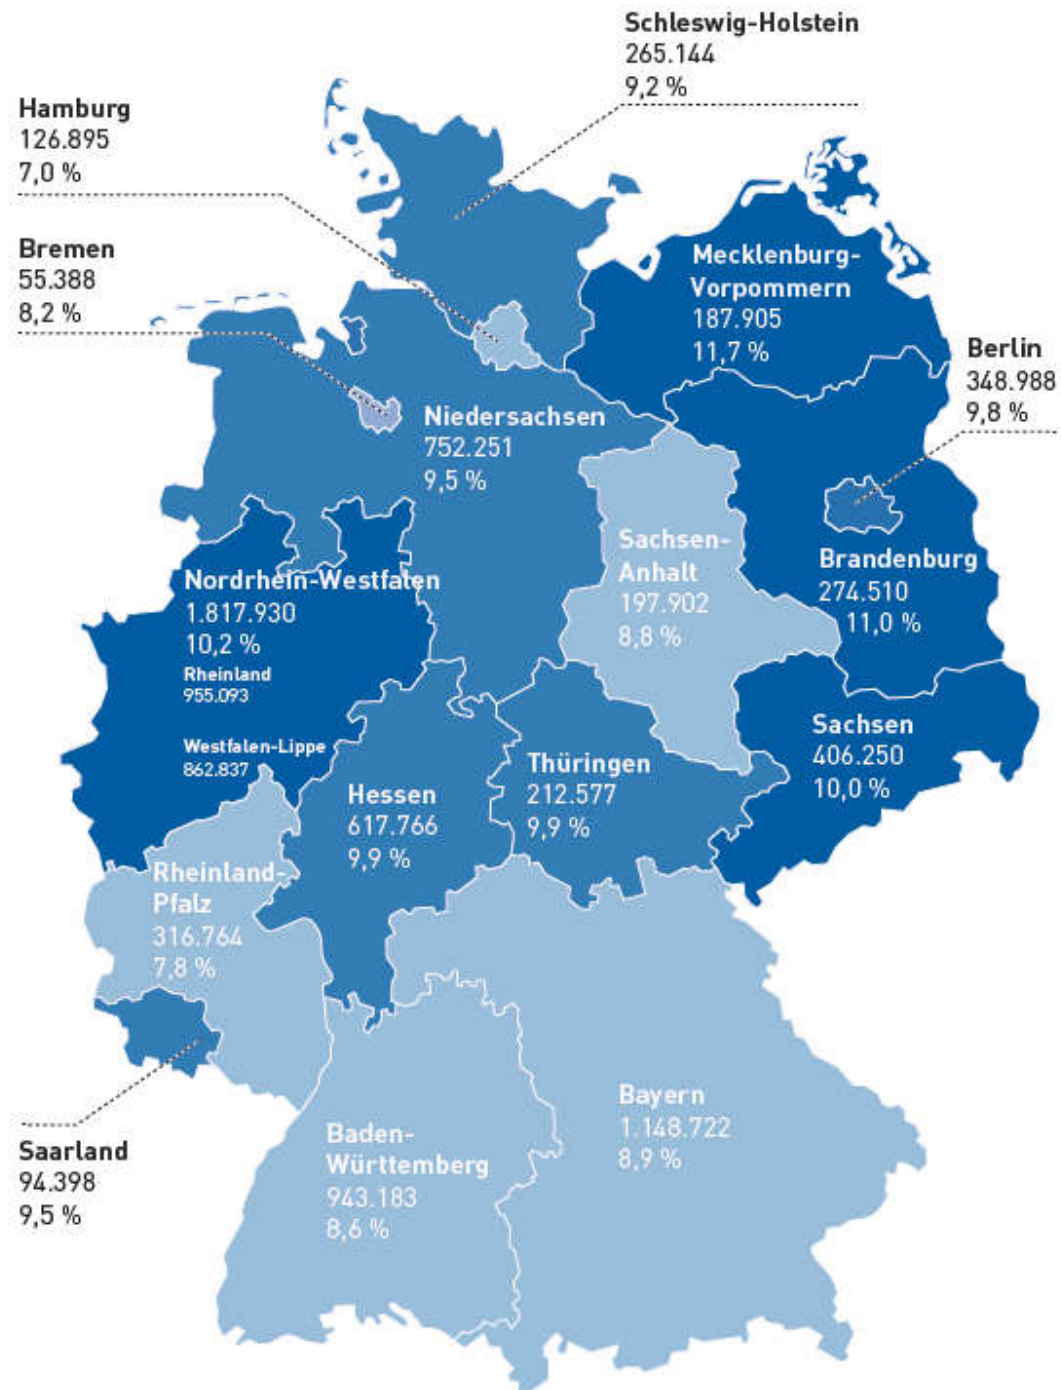 Schleswig-Holstein
265.144
9,2 %
Hamburg
126.895
7,0 %
Bremen
55.388
8,2 %
Mecklenburg-
Vorpommern
187.905
11,7 %
Berlin
348.988
9,8 %
Niedersachsen
752.251
9,5 %
Sachsen-
Anhalt
197.902
8,8 %
Brandenburg
274.510
11,0 %
Nordrhein-Westfalen
1.817.930
10,2 %
Rheinland
955.093
Westfalen-Lippe
862.837
Sachsen
406.250
10,0 %
Thüringen
212.577
9,9 %
Hessen
617.766
9,9 %
Rheinland-
Pfalz
316.764
7,8 %
Saarland
94.398
9,5 %
Baden-
Württemberg
943.183
8,6 %
Bayern
1.148.722
8,9 %